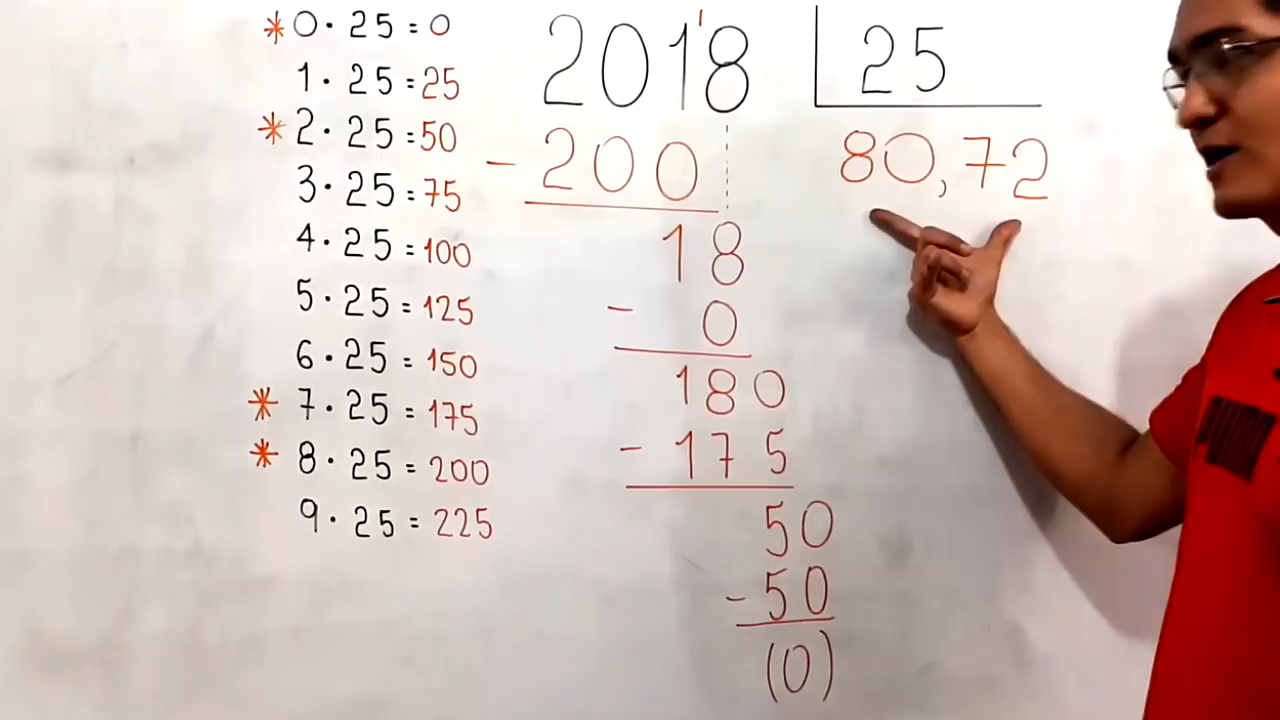 * 0 · 25 = 0
1 · 25 = 25
* 2 · 25 = 50
3 · 25 = 75
4 · 25 = 100
5 · 25 = 125
6 · 25 = 150
* 7 · 25 = 175
* 8 · 25 = 200
9 · 25 = 225
201'8 25
- 200 80,72
18
- 0
180
- 175
50
- 50
(0)